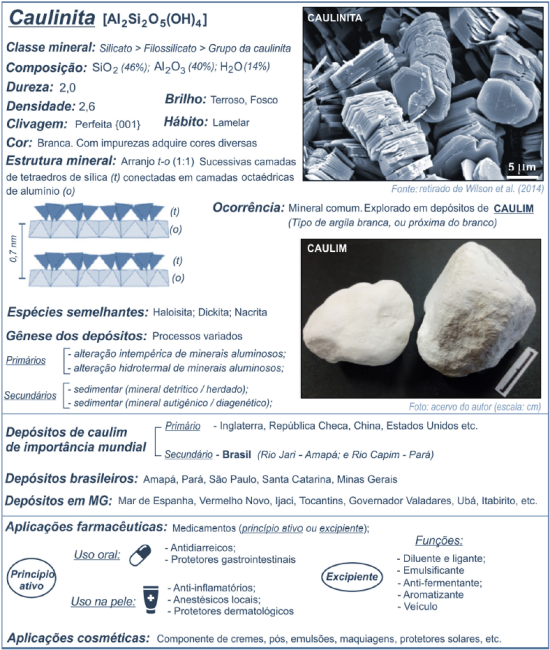 Caulinita [Al2Si2O5(OH)4]
Classe mineral: Silicato > Filossilicato > Grupo da caulinita
Composição: SiO2 (46%); Al2O3 (40%); H2O (14%)
Dureza: 2,0
Densidade: 2,6
Brilho: Terroso, Fosco
Clivagem: Perfeita {001}
Hábito: Lamelar
Cor: Branca. Com impurezas adquire cores diversas
Estrutura mineral: Arranjo t-o (1:1) Sucessivas camadas
de tetraedros de sílica (t) conectadas em camadas octaédricas
de alumínio (o)
CAULINITA
5 µm
Fonte: retirado de Wilson et al. (2014)
0,7 nm
(t)
(o)
(t)
(o)
Ocorrência: Mineral comum. Explorado em depósitos de CAULIM
(Tipo de argila branca, ou próxima do branco)
CAULIM
Foto: acervo do autor (escala: cm)
Espécies semelhantes: Haloisita; Dickita; Nacrita
Gênese dos depósitos: Processos variados
Primários
- alteração intempérica de minerais aluminosos;
- alteração hidrotermal de minerais aluminosos;
Secundários
- sedimentar (mineral detrítico / herdado);
- sedimentar (mineral autigênico / diagenético);
Depósitos de caulim
de importância mundial
Primário - Inglaterra, República Checa, China, Estados Unidos etc.
Secundário - Brasil (Rio Jari - Amapá; e Rio Capim - Pará)
Depósitos brasileiros: Amapá, Pará, São Paulo, Santa Catarina, Minas Gerais
Depósitos em MG: Mar de Espanha, Vermelho Novo, Ijaci, Tocantins, Governador Valadares, Ubá, Itabirito, etc.
Aplicações farmacêuticas: Medicamentos (princípio ativo ou excipiente);
Princípio
ativo
Uso oral:
- Antidiarreicos;
- Protetores gastrointestinais
Uso na pele:
- Anti-inflamatórios;
- Anestésicos locais;
- Protetores dermatológicos
Excipiente
Funções:
- Diluente e ligante;
- Emulsificante
- Anti-fermentante;
- Aromatizante
- Veículo
Aplicações cosméticas: Componente de cremes, pós, emulsões, maquiagens, protetores solares, etc.